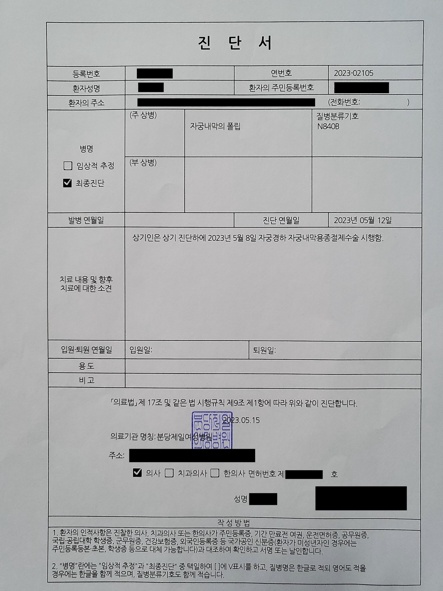 진 단 서
등록번호
연번호 2023-02105
환자성명
환자의 주민등록번호
환자의 주소
(전화번호: )
병명
임상적 추정
최종진단
(주 상병)
자궁내막의 폴립
질병분류기호
N840B
(부 상병)
발병 연월일
진단 연월일 2023년 05월 12일
치료 내용 및 향후
치료에 대한 소견
상기인은 상기 진단하에 2023년 5월 8일 자궁경하 자궁내막용종절제수술 시행함.
입원·퇴원 연월일 입원일: 퇴원일:
용 도
비 고
「의료법」 제 17조 및 같은 법 시행규칙 제9조 제1항에 따라 위와 같이 진단합니다.
2023.05.15
의료기관 명칭: 분당제일여성병원
주소:
의사 치과의사 한의사 면허번호 제 호
성명
작 성 방 법
1. 환자의 인적사항은 진찰한 의사, 치과의사 또는 한의사가 주민등록증, 기간 만료전 여권, 운전면허증, 공무원증,
국립·공립대학 학생증, 군무원증, 건강보험증, 외국인등록증 등 국가공인 신분증(환자가 미성년자인 경우에는
주민등록등본·초본, 학생증 등으로 대체 가능합니다)과 대조하여 확인하고 서명 또는 날인합니다.
2. "병명"란에는 "임상적 추정"과 "최종진단" 중 택일하여 [ ]에 V표시를 하고, 질병명은 한글로 적되 영어도 적을
경우에는 한글을 함께 적으며, 질병분류기호도 함께 적습니다.